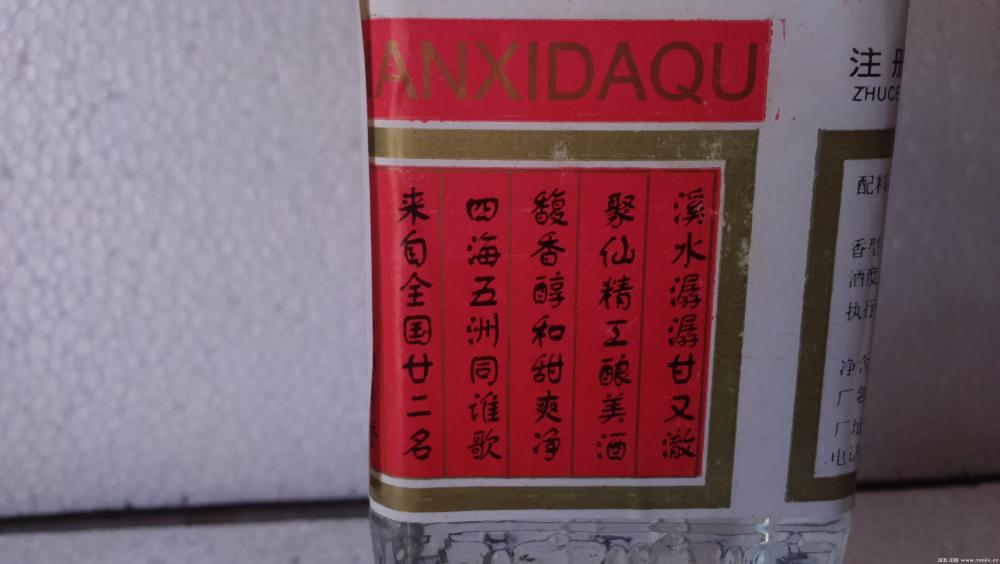 ANXIDAQU
溪水潺潺甘又澈
聚仙精工酿美酒
馥香醇和甜爽净
四海五洲同谁歌
来自全国廿二名
注册
ZHUCE
配料
香型
酒度
执行
净含
厂名
厂址
电话